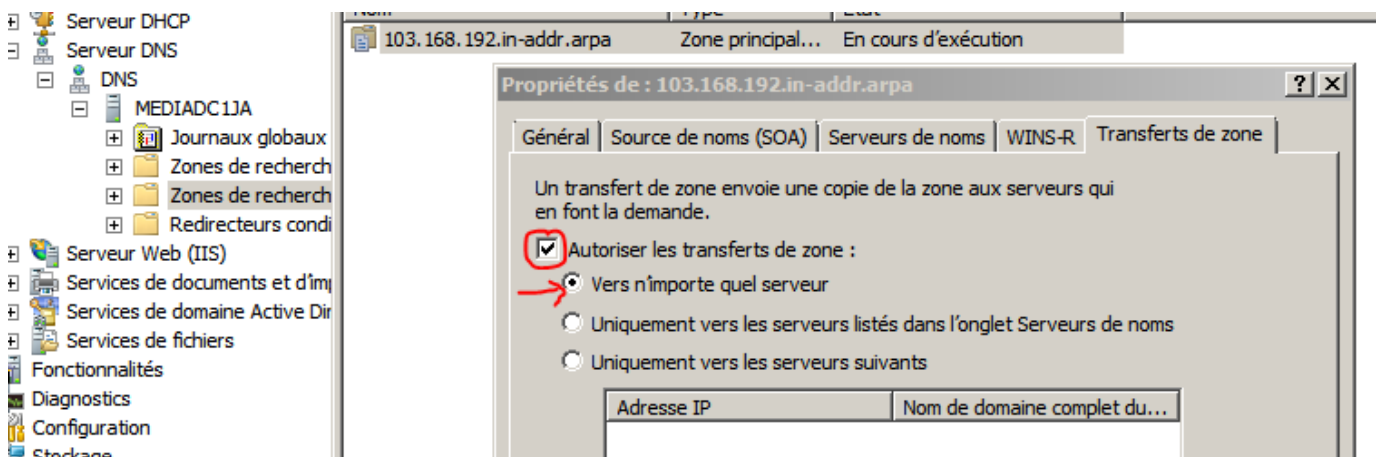 Nom Type État
Serveur DHCP
Serveur DNS
DNS
MEDIADC1JA
Journaux globaux
Zones de recherch
Zones de recherch
Redirecteurs condi
Serveur Web (IIS)
Services de documents et d'imp
Services de domaine Active Dir
Services de fichiers
Fonctionnalités
Diagnostics
Configuration
Stockage
103.168.192.in-addr.arpa Zone principal... En cours d'exécution
Propriétés de : 103.168.192.in-addr.arpa
Général Source de noms (SOA) Serveurs de noms WINS-R Transferts de zone
Un transfert de zone envoie une copie de la zone aux serveurs qui
en font la demande.
Autoriser les transferts de zone :
Vers n'importe quel serveur
Uniquement vers les serveurs listés dans l'onglet Serveurs de noms
Uniquement vers les serveurs suivants
Adresse IP Nom de domaine complet du...